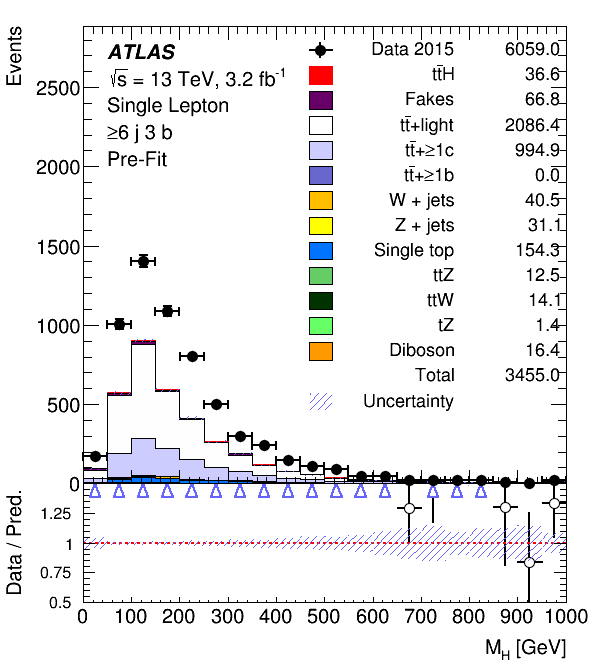 Events
ATLAS
√s = 13 TeV, 3.2 fb-1
Single Lepton
≥6 j 3 b
Pre-Fit
Data 2015 6059.0
tt̄H 36.6
Fakes 66.8
tt̄+light 2086.4
tt̄+≥1c 994.9
tt̄+≥1b 0.0
W + jets 40.5
Z + jets 31.1
Single top 154.3
ttZ 12.5
ttW 14.1
tZ 1.4
Diboson 16.4
Total 3455.0
Uncertainty
2500
2000
1500
1000
500
0
Data / Pred.
1.25
1
0.75
0.5
0 100 200 300 400 500 600 700 800 900 1000
MH [GeV]